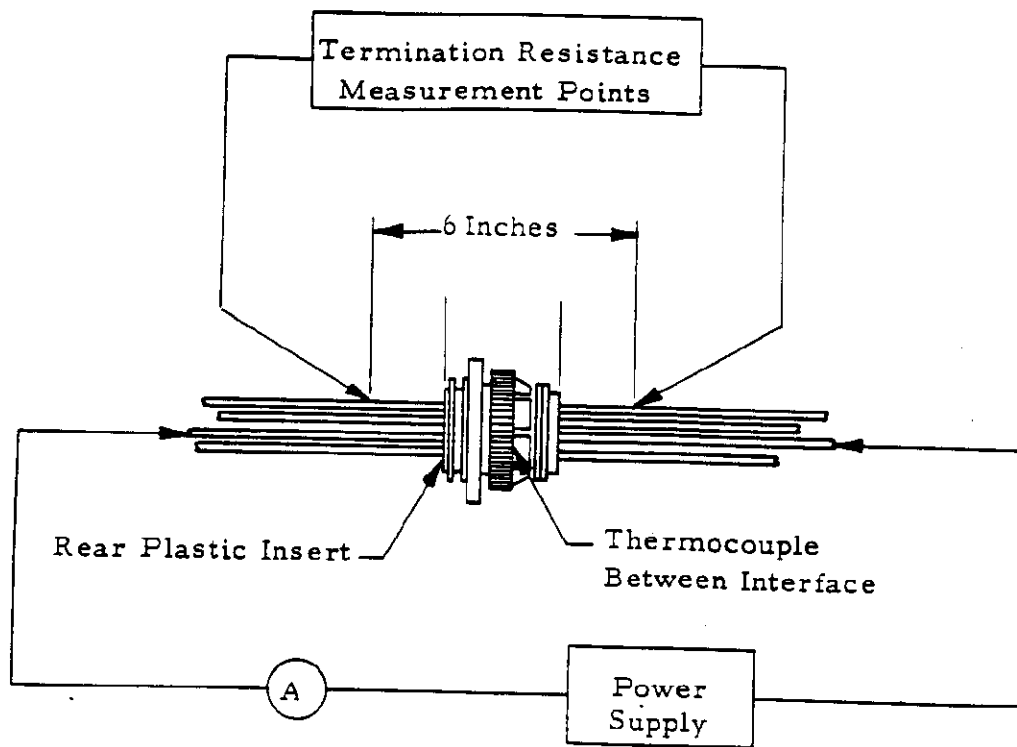 Termination Resistance
Measurement Points
6 Inches
Rear Plastic Insert
Thermocouple
Between Interface
A
Power
Supply